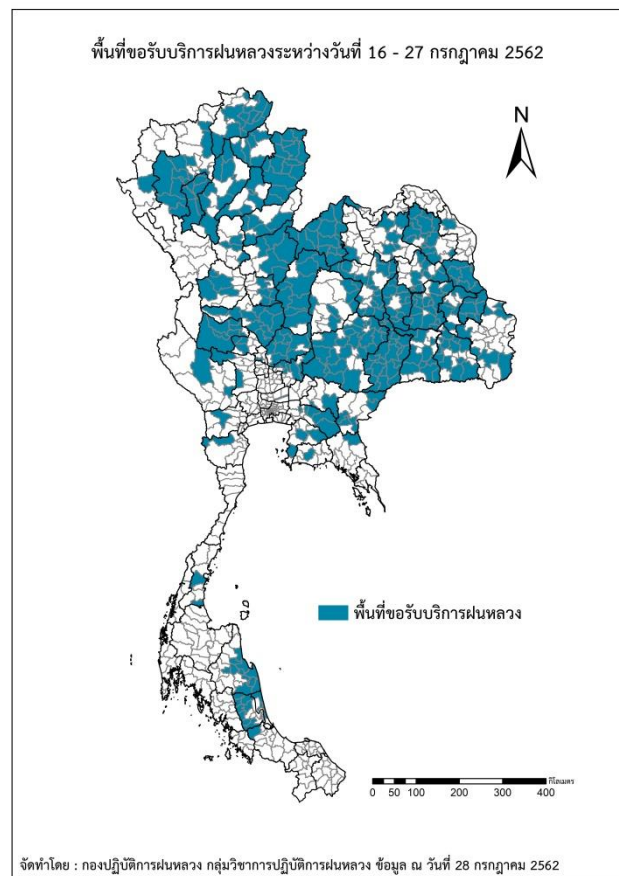 พื้นที่ขอรับบริการฝนหลวงระหว่างวันที่ 16 - 27 กรกฎาคม 2562
N
พื้นที่ขอรับบริการฝนหลวง
กิโลเมตร
0 50 100 200 300 400
จัดทำโดย : กองปฏิบัติการฝนหลวง กลุ่มวิชาการปฏิบัติการฝนหลวง ข้อมูล ณ วันที่ 28 กรกฎาคม 2562